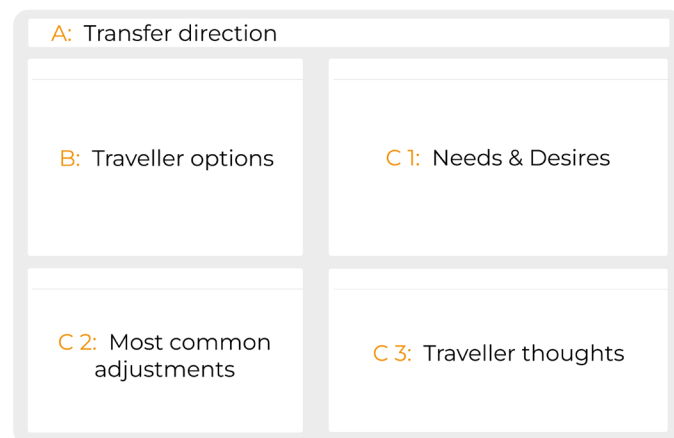 A: Transfer direction
B: Traveller options
C 1: Needs & Desires
C 2: Most common
adjustments
C 3: Traveller thoughts